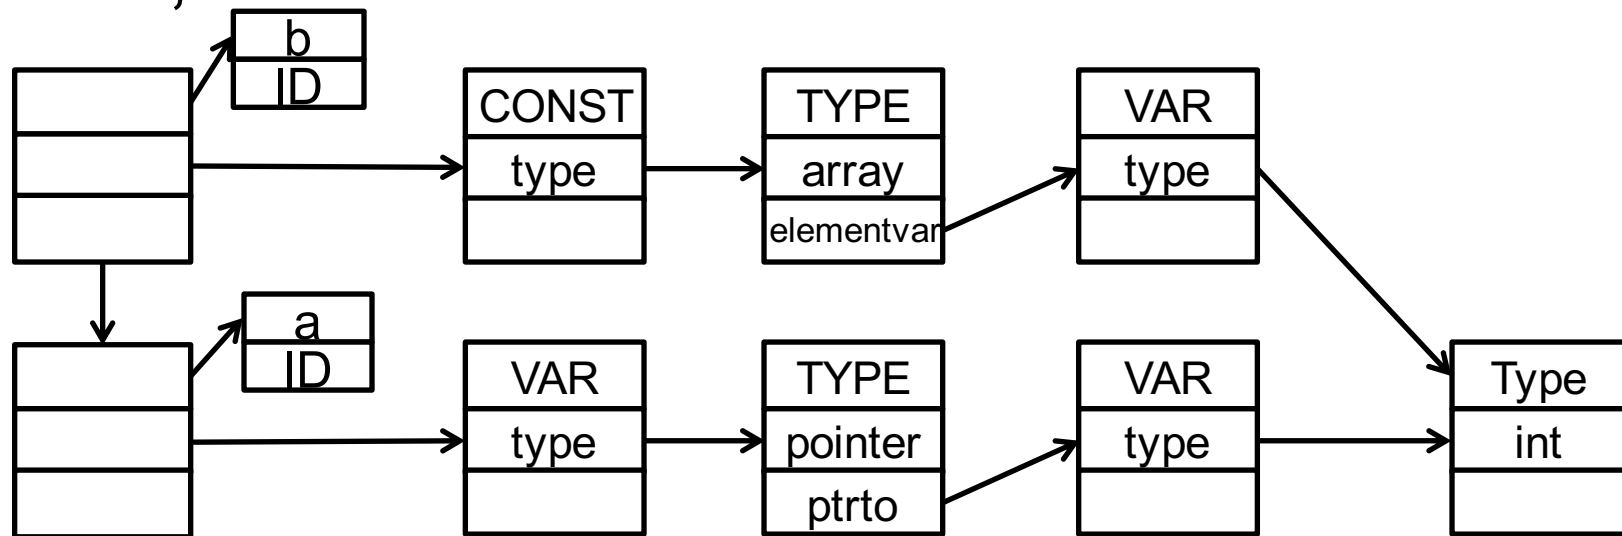 b
ID
CONST
type
TYPE
array
elementvar
VAR
type
a
ID
VAR
type
TYPE
pointer
ptrto
VAR
type
Type
int